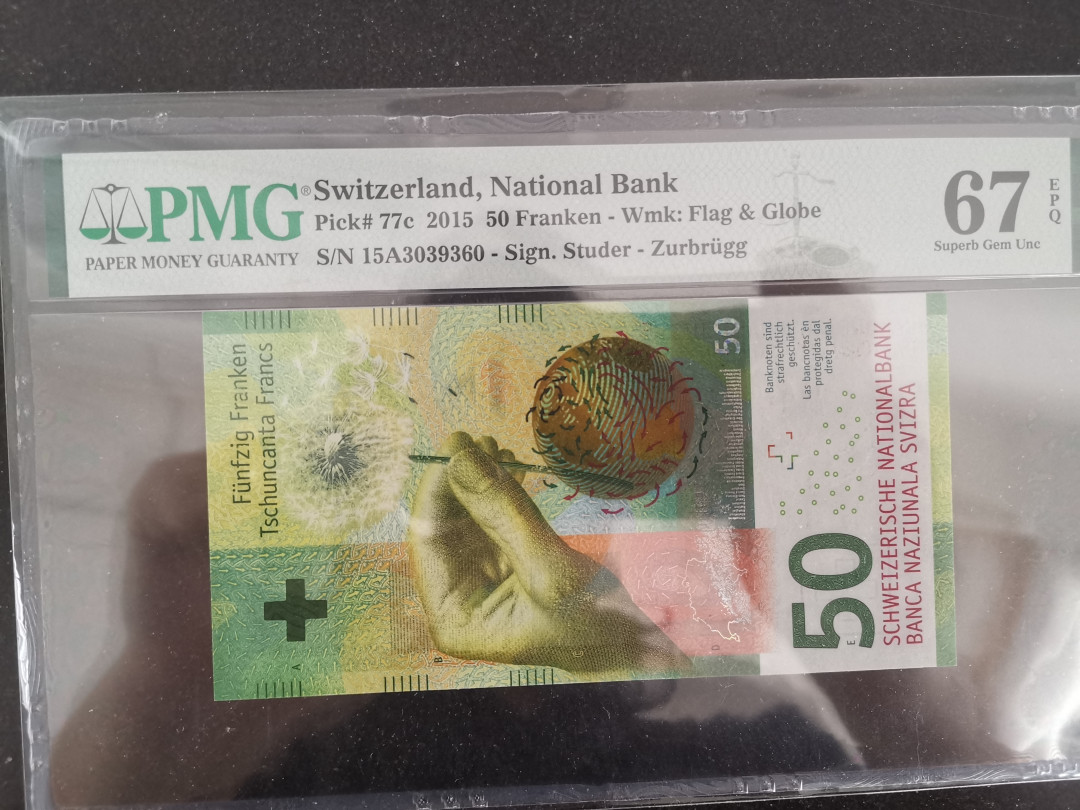 PMG®
PAPER MONEY GUARANTY
Switzerland, National Bank
Pick# 77c 2015 50 Franken - Wmk: Flag & Globe
S/N 15A3039360 - Sign. Studer - Zurbrügg
67
EPQ
Superb Gem Unc
Fünfzig Franken
Tschuncanta Francs
50
Banknoten sind
strafrechtlich
geschützt.
Las bancnotas èn
protegidas dal
dretg penal.
50
SCHWEIZERISCHE NATIONALBANK
BANCA NAZIUNALA SVIZRA
A
B
C
D
E